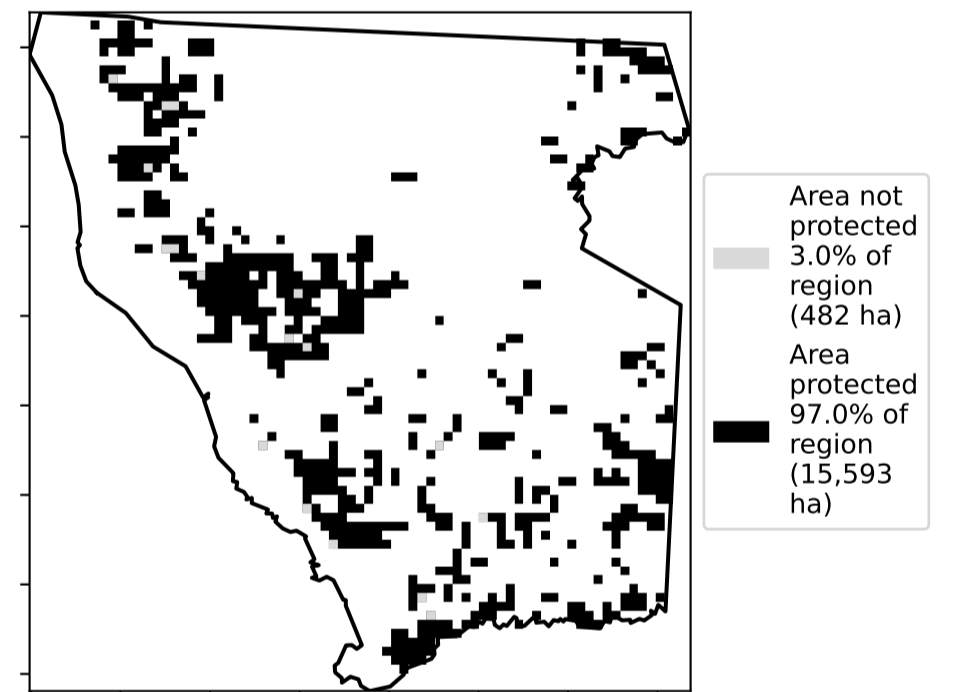 Area not
protected
3.0% of
region
(482 ha)
Area
protected
97.0% of
region
(15,593
ha)